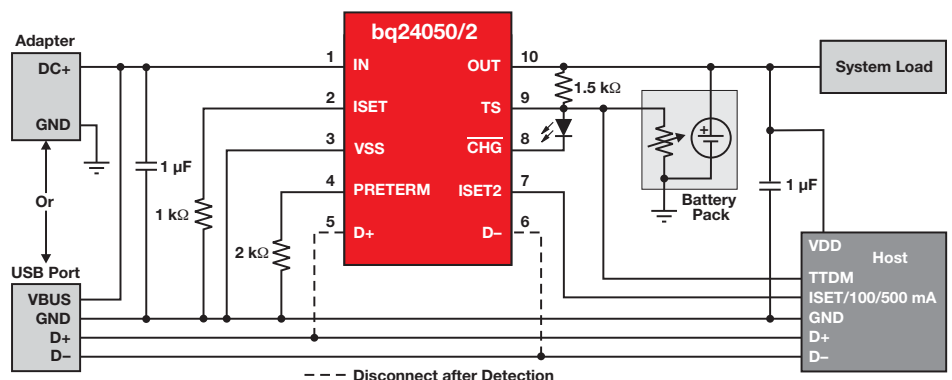 bq24050/2
Adapter
DC+
GND
Or
USB Port
VBUS
GND
D+
D–
1 µF
1 kΩ
2 kΩ
1 IN
2 ISET
3 VSS
4 PRETERM
5 D+
OUT 10
TS 9
CHG 8
ISET2 7
D– 6
1.5 kΩ
+
Battery
Pack
System Load
1 µF
Host
VDD
TTDM
ISET/100/500 mA
GND
D+
D–
Disconnect after Detection